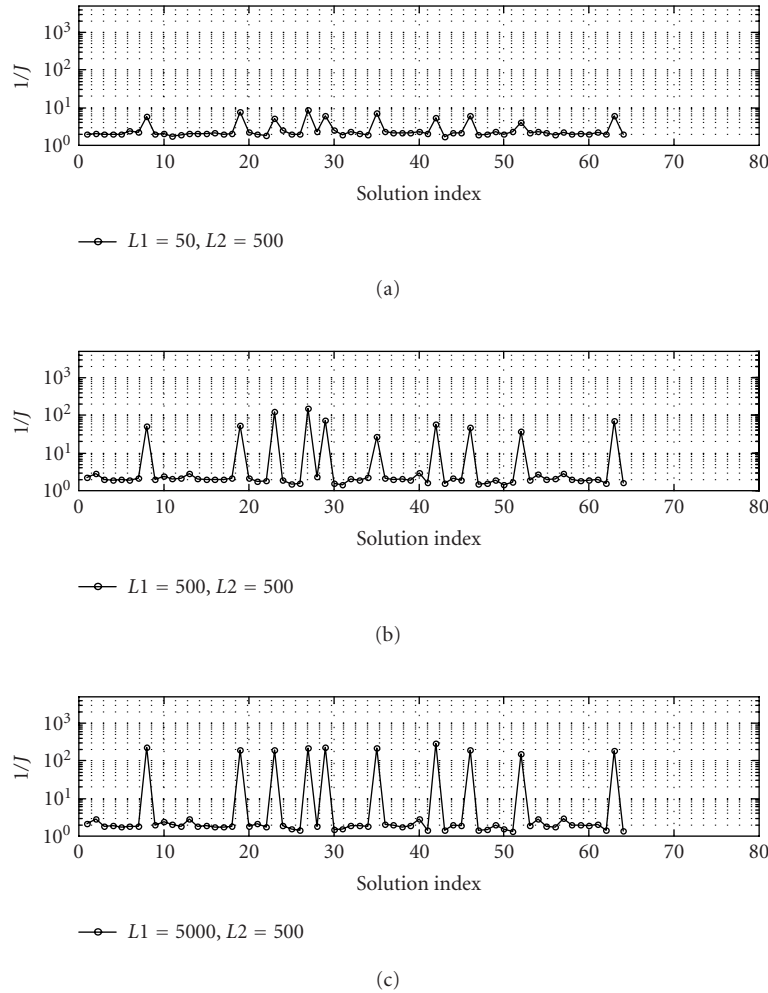 10^3
10^2
10^1
10^0
1/J
0 10 20 30 40 50 60 70 80
Solution index
L1 = 50, L2 = 500
(a)
10^3
10^2
10^1
10^0
1/J
0 10 20 30 40 50 60 70 80
Solution index
L1 = 500, L2 = 500
(b)
10^3
10^2
10^1
10^0
1/J
0 10 20 30 40 50 60 70 80
Solution index
L1 = 5000, L2 = 500
(c)